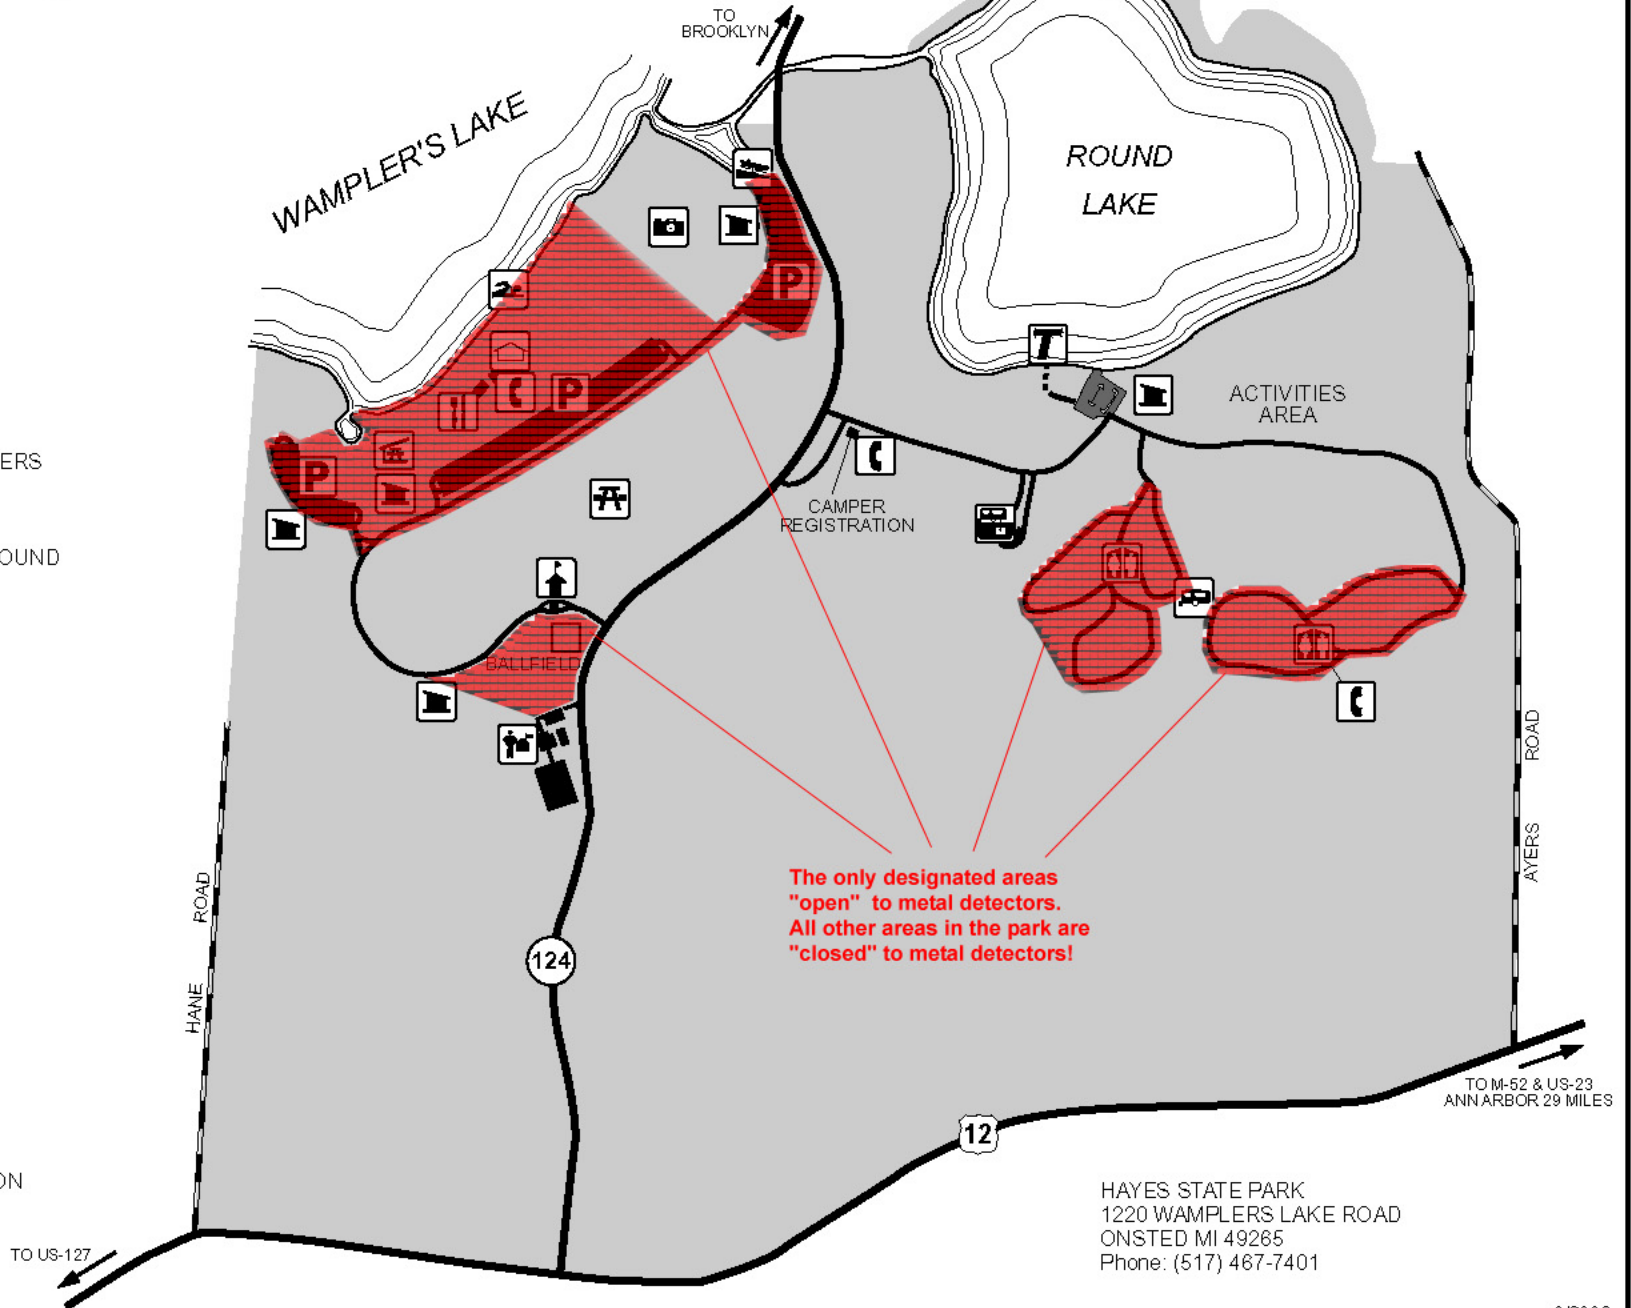 TO
BROOKLYN
WAMPLER'S LAKE
ROUND
LAKE
P
P
P
T
ACTIVITIES
AREA
ERS
CAMPER
REGISTRATION
OUND
BALLFIELD
ROAD
AYERS
The only designated areas
"open" to metal detectors.
All other areas in the park are
"closed" to metal detectors!
ROAD
HANE
124
12
TO M-52 & US-23
ANN ARBOR 29 MILES
ON
HAYES STATE PARK
1220 WAMPLERS LAKE ROAD
ONSTED MI 49265
Phone: (517) 467-7401
TO US-127